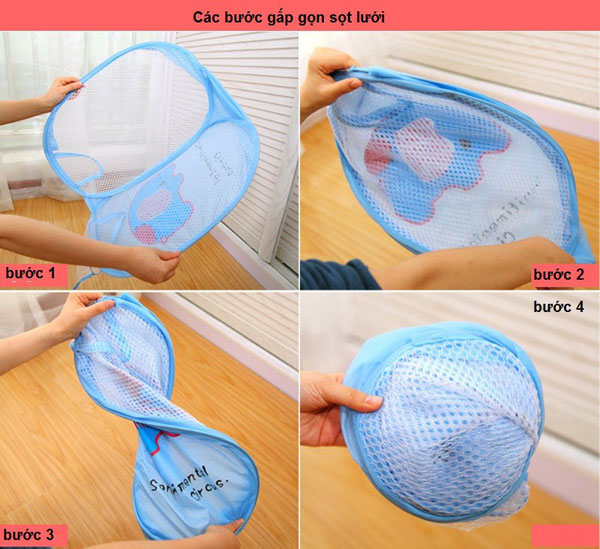 Các bước gấp gọn sọt lưới
bước 1
bước 2
bước 3
Sentimental
circus.
bước 4